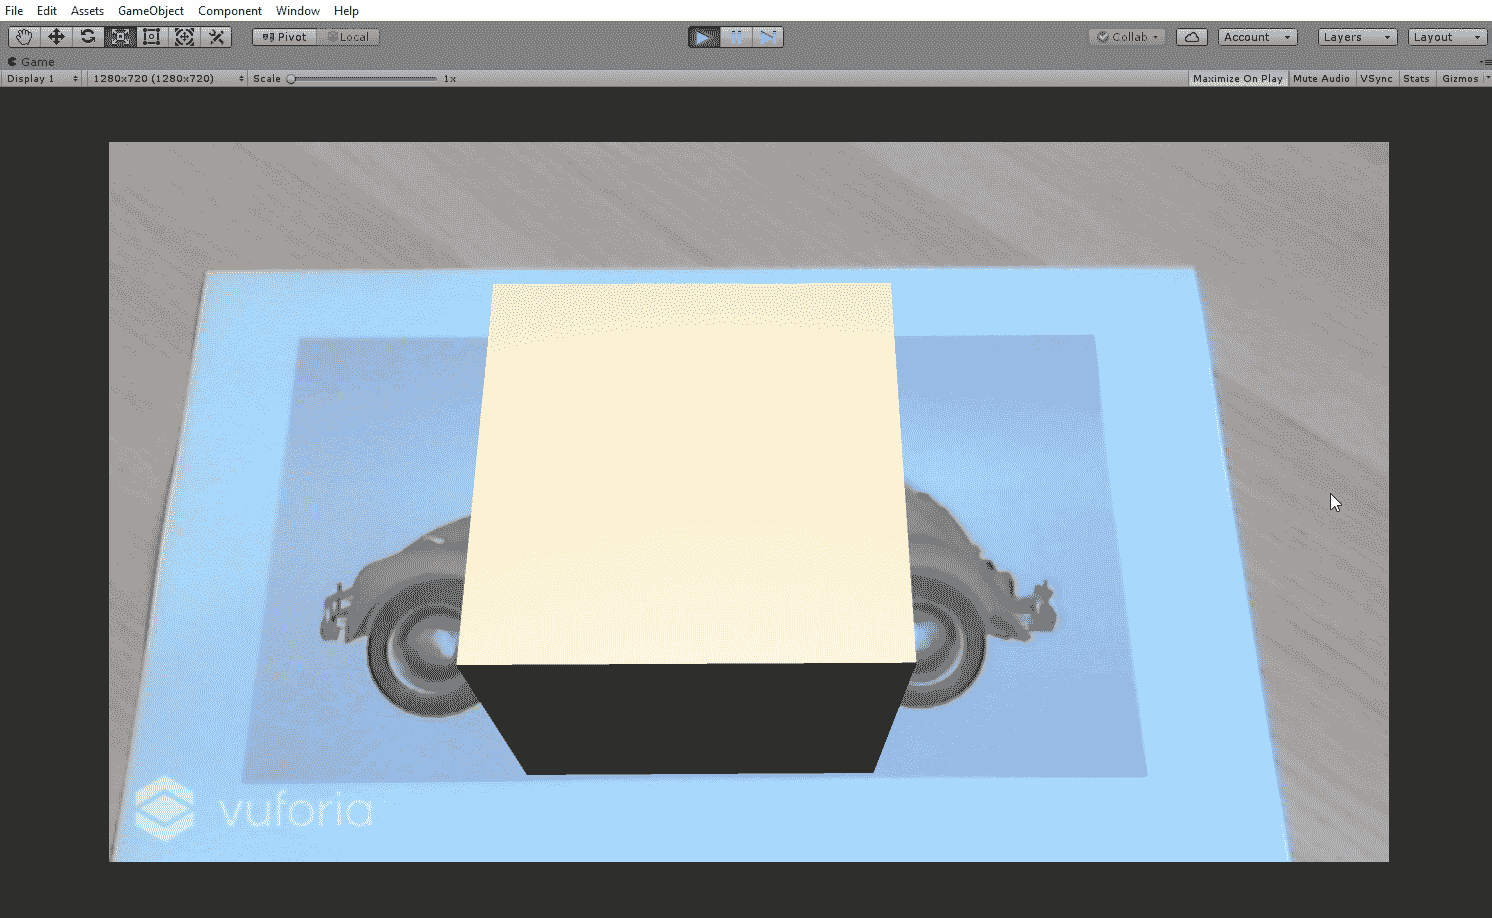 File Edit Assets GameObject Component Window Help
Pivot Local Collab Account Layers Layout
Game
Display 1 1280x720 (1280x720) Scale 1x Maximize On Play Mute Audio VSync Stats Gizmos
vuforia